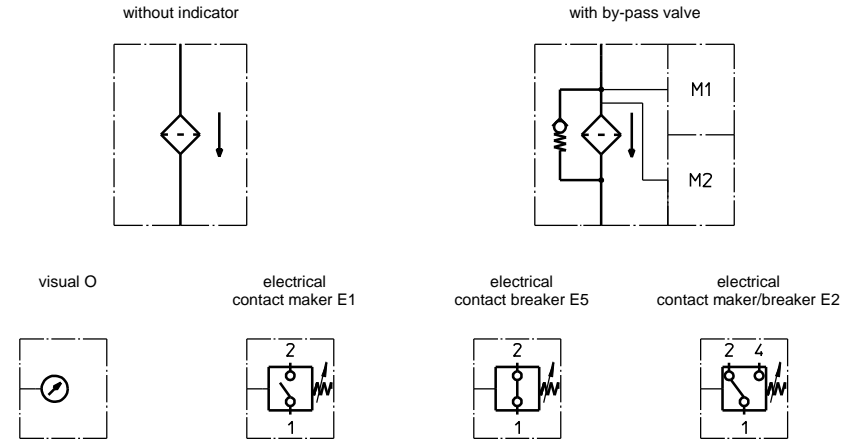 without indicator
with by-pass valve
M1
M2
visual O
electrical
contact maker E1
electrical
contact breaker E5
electrical
contact maker/breaker E2
2
1
2
1
2 4
1